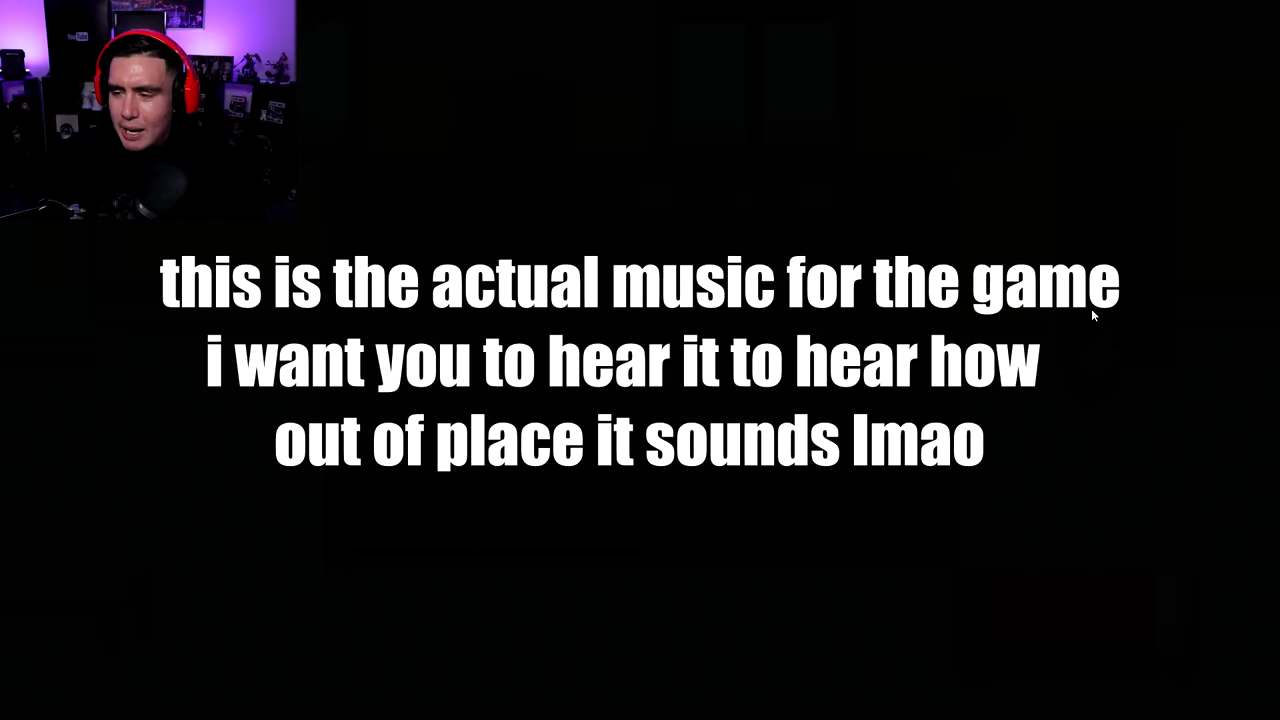 YouTube
this is the actual music for the game
i want you to hear it to hear how
out of place it sounds lmao